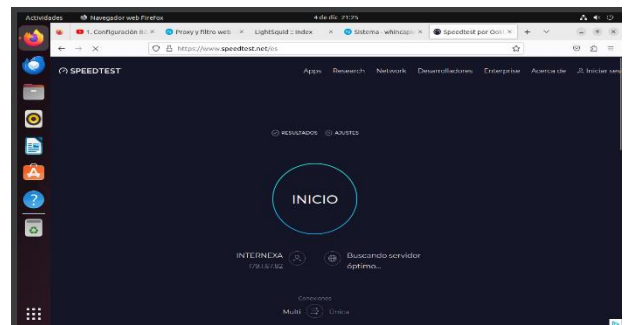 Actividades Navegador web Firefox 4 de dic 21:25
1. Configuración B Proxy y filtro web LightSquid :: Index Sistema - whincapi Speedtest por Ookl
https://www.speedtest.net/es
SPEEDTEST Apps Research Network Desarrolladores Enterprise Acerca de Iniciar ses
RESULTADOS AJUSTES
INICIO
INTERNEXA Buscando servidor
óptimo...
Conexiones
Multi Única